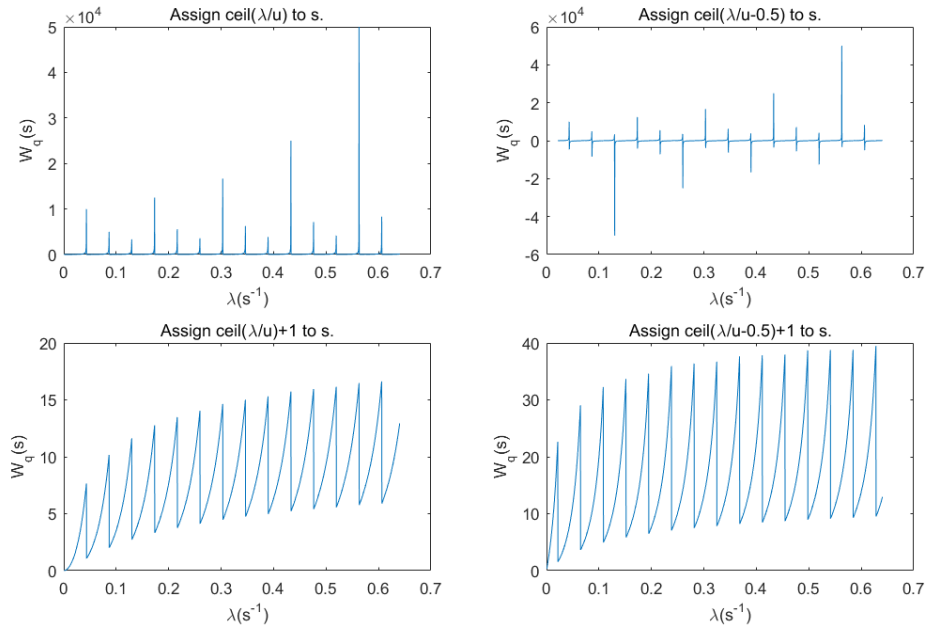 Assign ceil(λ/u) to s.
×10⁴
5
4
3
2
1
0
W_q(s)
0 0.1 0.2 0.3 0.4 0.5 0.6 0.7
λ(s⁻¹)
Assign ceil(λ/u-0.5) to s.
×10⁴
6
4
2
0
-2
-4
-6
W_q(s)
0 0.1 0.2 0.3 0.4 0.5 0.6 0.7
λ(s⁻¹)
Assign ceil(λ/u)+1 to s.
20
15
10
5
0
W_q(s)
0 0.1 0.2 0.3 0.4 0.5 0.6 0.7
λ(s⁻¹)
Assign ceil(λ/u-0.5)+1 to s.
40
30
20
10
0
W_q(s)
0 0.1 0.2 0.3 0.4 0.5 0.6 0.7
λ(s⁻¹)